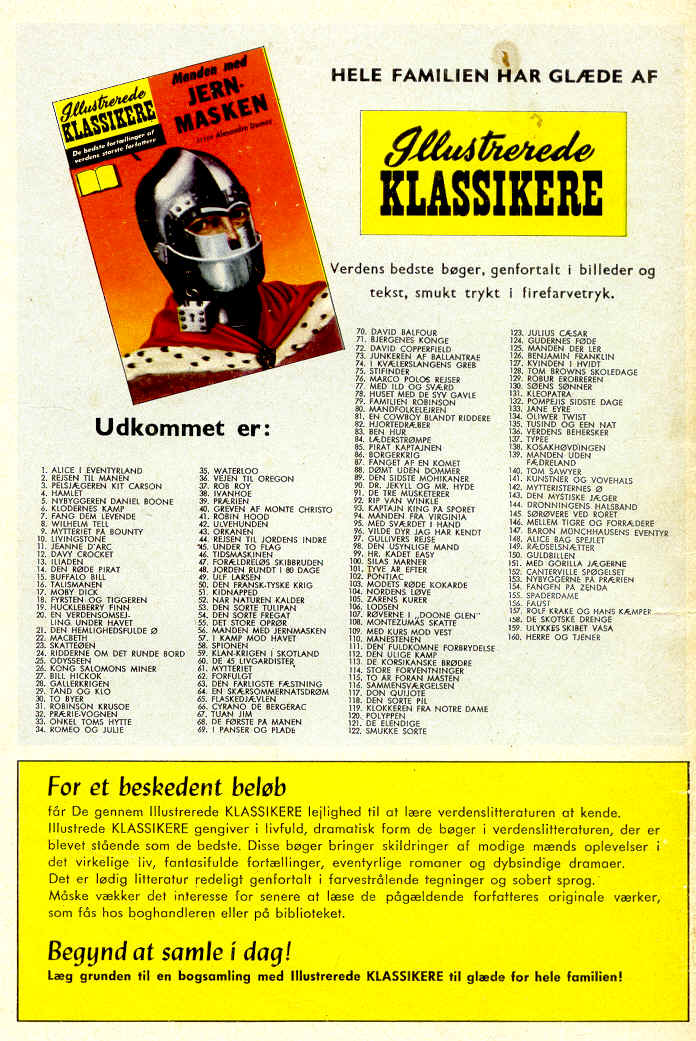 Illustrerede
KLASSIKERE
De bedste fortællinger af
verdens største forfattere
Manden med
JERN-
MASKEN
Alexandre Dumas
HELE FAMILIEN HAR GLÆDE AF
Illustrerede
KLASSIKERE
Verdens bedste bøger, genfortalt i billeder og
tekst, smukt trykt i firefarvetryk.
Udkommet er:
1. ALICE I EVENTYRLAND
2. REJSEN TIL MÅNEN
3. PELSJÆGEREN KIT CARSON
4. HAMLET
5. NYBYGGEREN DANIEL BOONE
6. KLODERNES KAMP
7. FANG DEM LEVENDE
8. WILHELM TELL
9. MYTTERIET PÅ BOUNTY
10. LIVINGSTONE
11. JEANNE D'ARC
12. DAVY CROCKET
13. ILIADEN
14. DEN RØDE PIRAT
15. BUFFALO BILL
16. TALISMANEN
17. MOBY DICK
18. FYRSTEN OG TIGGEREN
19. HUCKLEBERRY FINN
20. EN VERDENSOMSEJ-
LING UNDER HAVET
21. DEN HEMMELIGHEDSFULDE Ø
22. MACBETH
23. SKATTEØEN
24. RIDDERNE OM DET RUNDE BORD
25. ODYSSEEN
26. KONG SALOMONS MINER
27. BILL HICKOK
28. GALLERKRIGEN
29. TAND OG KLO
30. TO BYER
31. ROBINSON KRUSOE
32. PRÆRIE-VOGNEN
33. ONKEL TOMS HYTTE
34. ROMEO OG JULIE
35. WATERLOO
36. VEJEN TIL OREGON
37. ROB ROY
38. IVANHOE
39. PRÆRIEN
40. GREVEN AF MONTE CHRISTO
41. ROBIN HOOD
42. ULVEHUNDEN
43. ORKANEN
44. REJSEN TIL JORDENS INDRE
45. UNDER TO FLAG
46. TIDSMASKINEN
47. FORÆLDRELØS SKIBBRUDEN
48. JORDEN RUNDT I 80 DAGE
49. ULF LARSEN
50. DEN FRANSK-TYSKE KRIG
51. KIDNAPPED
52. NÅR NATUREN KALDER
53. DEN SORTE TULIPAN
54. DEN SORTE FREGAT
55. DET STORE OPRØR
56. MANDEN MED JERNMASKEN
57. I KAMP MOD HAVET
58. SPIONEN
59. KLAN-KRIGEN I SKOTLAND
60. DE 45 LIVGARDISTER
61. MYTTERIET
62. FORFULGT
63. DEN FARLIGSTE FÆSTNING
64. EN SKÆRSOMMERNATSDRØM
65. FLASKEDJÆVLEN
66. CYRANO DE BERGERAC
67. TUAN JIM
68. DE FØRSTE PÅ MÅNEN
69. I PANSER OG PLADE
70. DAVID BALFOUR
71. BJERGENES KONGE
72. DAVID COPPERFIELD
73. JUNKEREN AF BALLANTRAE
74. I KVÆLERSLANGENS GREB
75. STIFINDER
76. MARCO POLOS REJSER
77. MED ILD OG SVÆRD
78. HUSET MED DE SYV GAVLE
79. FAMILIEN ROBINSON
80. MANDFOLKELEJREN
81. EN COWBOY BLANDT RIDDERE
82. HJORTEDRÆBER
83. BEN HUR
84. LÆDERSTRØMPE
85. PIRAT KAPTAJNEN
86. BORGERKRIG
87. FANGET AF EN KOMET
88. DØMT UDEN DOMMER
89. DEN SIDSTE MOHIKANER
90. DR. JEKYLL OG MR. HYDE
91. DE TRE MUSKETERER
92. RIP VAN WINKLE
93. KAPTAJN KING PÅ SPORET
94. MANDEN FRA VIRGINIA
95. MED SVÆRDET I HÅND
96. VILDE DYR JAG HAR KENDT
97. GULLIVERS REJSE
98. DEN USYNLIGE MAND
99. HR. KADET EASY
100. SILAS MARNER
101. TYVE ÅR EFTER
102. PONTIAC
103. MODETS RØDE KOKARDE
104. NORDENS LØVE
105. ZARENS KURER
106. LODSEN
107. RØVERNE I „DOONE GLEN"
108. MONTEZUMAS SKATTE
109. MED KURS MOD VEST
110. MÅNESTENEN
111. DEN FULDKOMNE FORBRYDELSE
112. DEN ULIGE KAMP
113. DE KORSIKANSKE BRØDRE
114. STORE FORVENTNINGER
115. TO ÅR FORAN MASTEN
116. SAMMENSVÆRGELSEN
117. DON QUIJOTE
118. DEN SORTE PIL
119. KLOKKEREN FRA NOTRE DAME
120. POLYPPEN
121. DE ELENDIGE
122. SMUKKE SORTE
123. JULIUS CÆSAR
124. GUDERNES FØDE
125. MANDEN DER LER
126. BENJAMIN FRANKLIN
127. KVINDEN I HVIDT
128. TOM BROWNS SKOLEDAGE
129. ROBUR EROBREREN
130. SØENS SØNNER
131. KLEOPATRA
132. POMPEJIS SIDSTE DAGE
133. JANE EYRE
134. OLIWER TWIST
135. TUSIND OG EEN NAT
136. VERDENS BEHERSKER
137. TYPEE
138. KOSAKHØVDINGEN
139. MANDEN UDEN
FÆDRELAND
140. TOM SAWYER
141. KUNSTNER OG VOVEHALS
142. MYTTERISTERNES Ø
143. DEN MYSTISKE JÆGER
144. DRONNINGENS HALSBÅND
145. SØRØVERE VED RORET
146. MELLEM TIGRE OG FORRÆDERE
147. BARON MÜNCHHAUSENS EVENTYR
148. ALICE BAG SPEJLET
149. RÆDSELSNÆTTER
150. GULDBILLEN
151. MED GORILLA JÆGERNE
152. CANTERVILLE SPØGELSET
153. NYBYGGERNE PÅ PRÆRIEN
154. FANGEN PÅ ZENDA
155. SPADERDAME
156. FAUST
157. ROLF KRAKE OG HANS KÆMPER
158. DE SKOTSKE DRENGE
159. ULYKKES SKIBET VASA
160. HERRE OG TJENER
For et beskedent beløb
får De gennem Illustrerede KLASSIKERE lejlighed til at lære verdenslitteraturen at kende.
Illustrede KLASSIKERE gengiver i livfuld, dramatisk form de bøger i verdenslitteraturen, der er
blevet stående som de bedste. Disse bøger bringer skildringer af modige mænds oplevelser i
det virkelige liv, fantasifulde fortællinger, eventyrlige romaner og dybsindige dramaer.
Det er lødig litteratur redeligt genfortalt i farvestrålende tegninger og sobert sprog.
Måske vækker det interesse for senere at læse de pågældende forfatteres originale værker,
som fås hos boghandleren eller på biblioteket.
Begynd at samle i dag!
Læg grunden til en bogsamling med Illustrerede KLASSIKERE til glæde for hele familien!